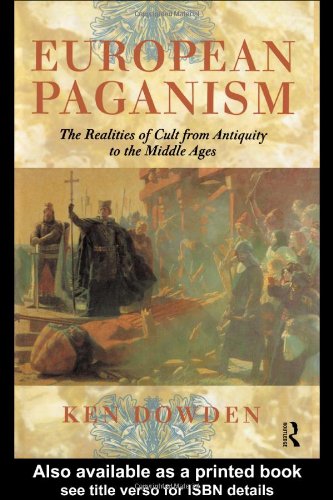 EUROPEAN
PAGANISM
The Realities of Cult from Antiquity
to the Middle Ages
KEN DOWDEN
ROUTLEDGE
Also available as a printed book
see title verso for ISBN details